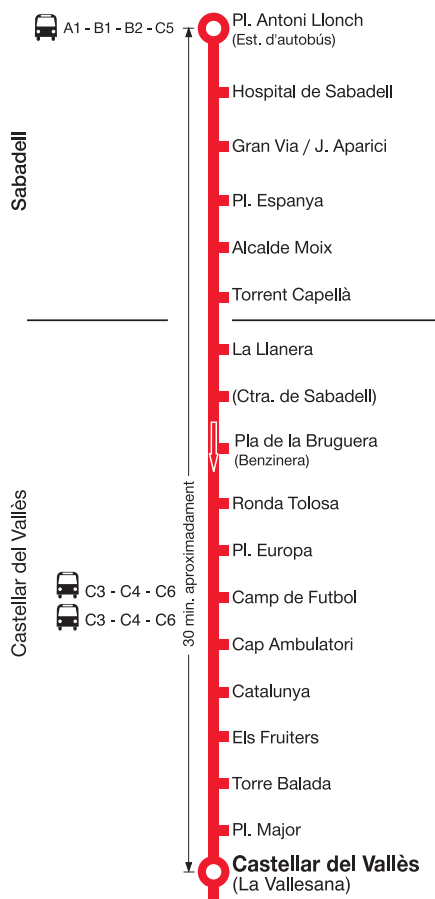 A1 - B1 - B2 - C5
Pl. Antoni Llonch
(Est. d'autobús)
Hospital de Sabadell
Gran Via / J. Aparici
Pl. Espanya
Alcalde Moix
Torrent Capellà
Sabadell
La Llanera
(Ctra. de Sabadell)
Pla de la Bruguera
(Benzinera)
Ronda Tolosa
Pl. Europa
C3 - C4 - C6
Camp de Futbol
C3 - C4 - C6
Cap Ambulatori
Catalunya
Els Fruiters
Torre Balada
Pl. Major
Castellar del Vallès
30 min. aproximadament
Castellar del Vallès
(La Vallesana)